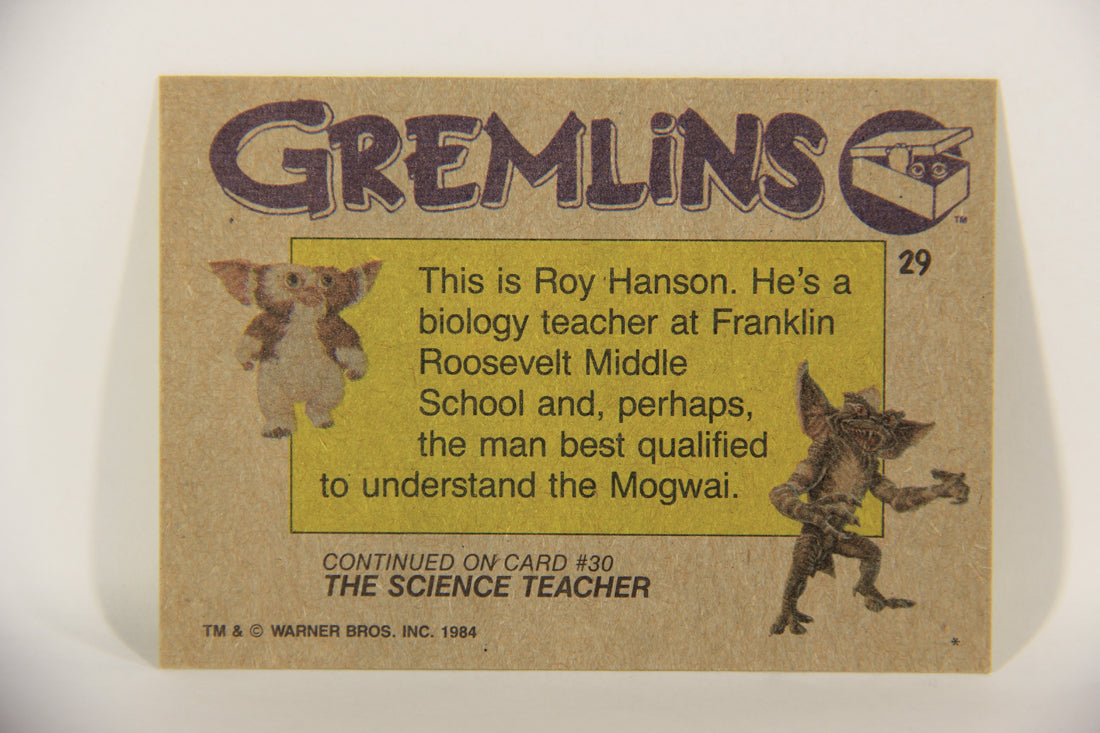 GREMLiNS
TM
29
This is Roy Hanson. He's a
biology teacher at Franklin
Roosevelt Middle
School and, perhaps,
the man best qualified
to understand the Mogwai.
CONTINUED ON CARD #30
THE SCIENCE TEACHER
TM & © WARNER BROS. INC. 1984
*